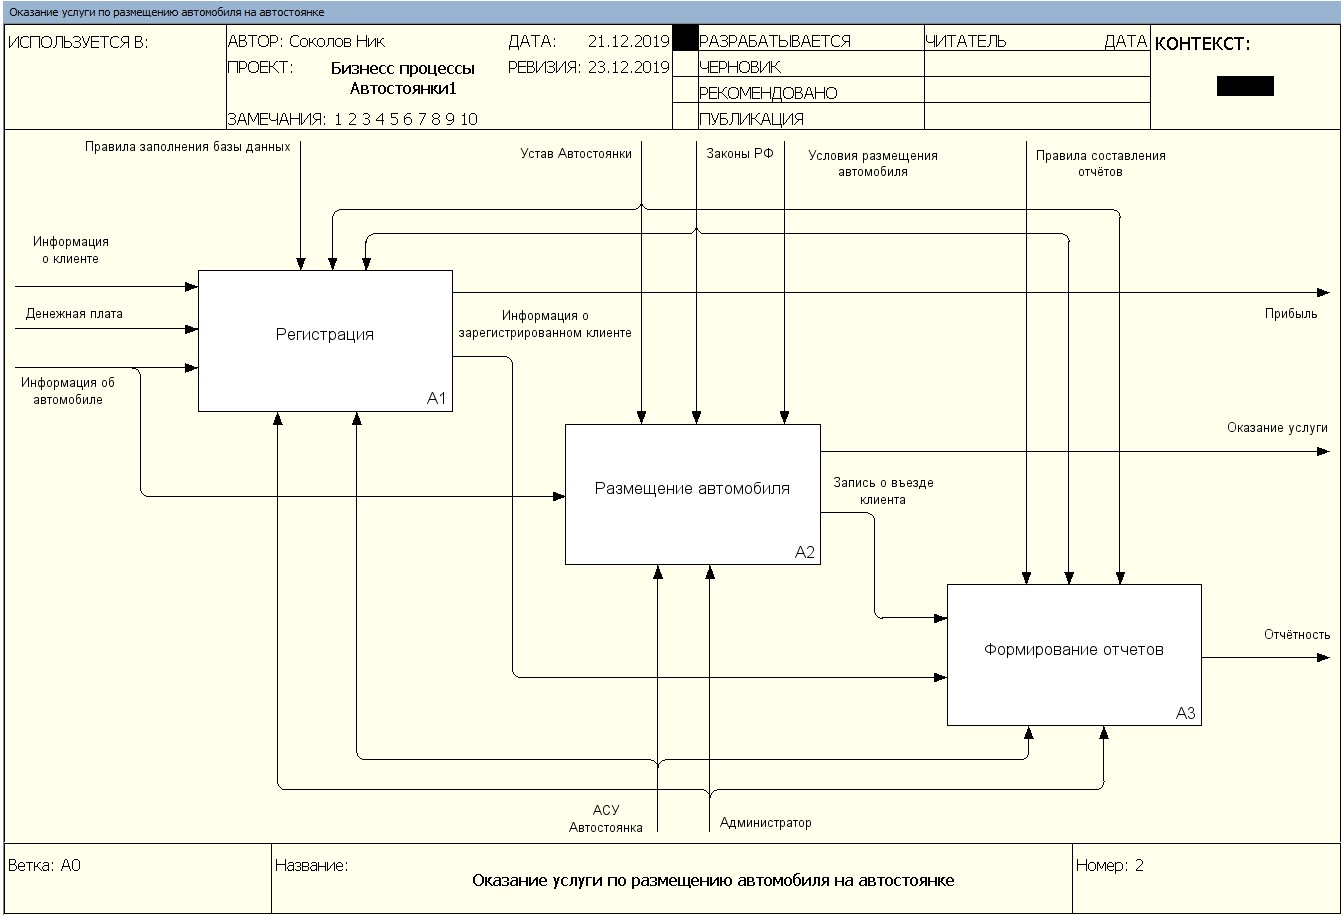 Оказание услуги по размещению автомобиля на автостоянке
ИСПОЛЬЗУЕТСЯ В:
АВТОР: Соколов Ник
ДАТА: 21.12.2019
ПРОЕКТ: Бизнесс процессы
Автостоянки1
РЕВИЗИЯ: 23.12.2019
ЗАМЕЧАНИЯ: 1 2 3 4 5 6 7 8 9 10
РАЗРАБАТЫВАЕТСЯ
ЧЕРНОВИК
РЕКОМЕНДОВАНО
ПУБЛИКАЦИЯ
ЧИТАТЕЛЬ
ДАТА
КОНТЕКСТ:
Правила заполнения базы данных
Устав Автостоянки
Законы РФ
Условия размещения
автомобиля
Правила составления
отчётов
Информация
о клиенте
Денежная плата
Информация об
автомобиле
Регистрация
A1
Информация о
зарегистрированном клиенте
Прибыль
Оказание услуги
Размещение автомобиля
A2
Запись о въезде
клиента
Формирование отчетов
A3
Отчётность
АСУ
Автостоянка
Администратор
Ветка: A0
Название:
Оказание услуги по размещению автомобиля на автостоянке
Номер: 2